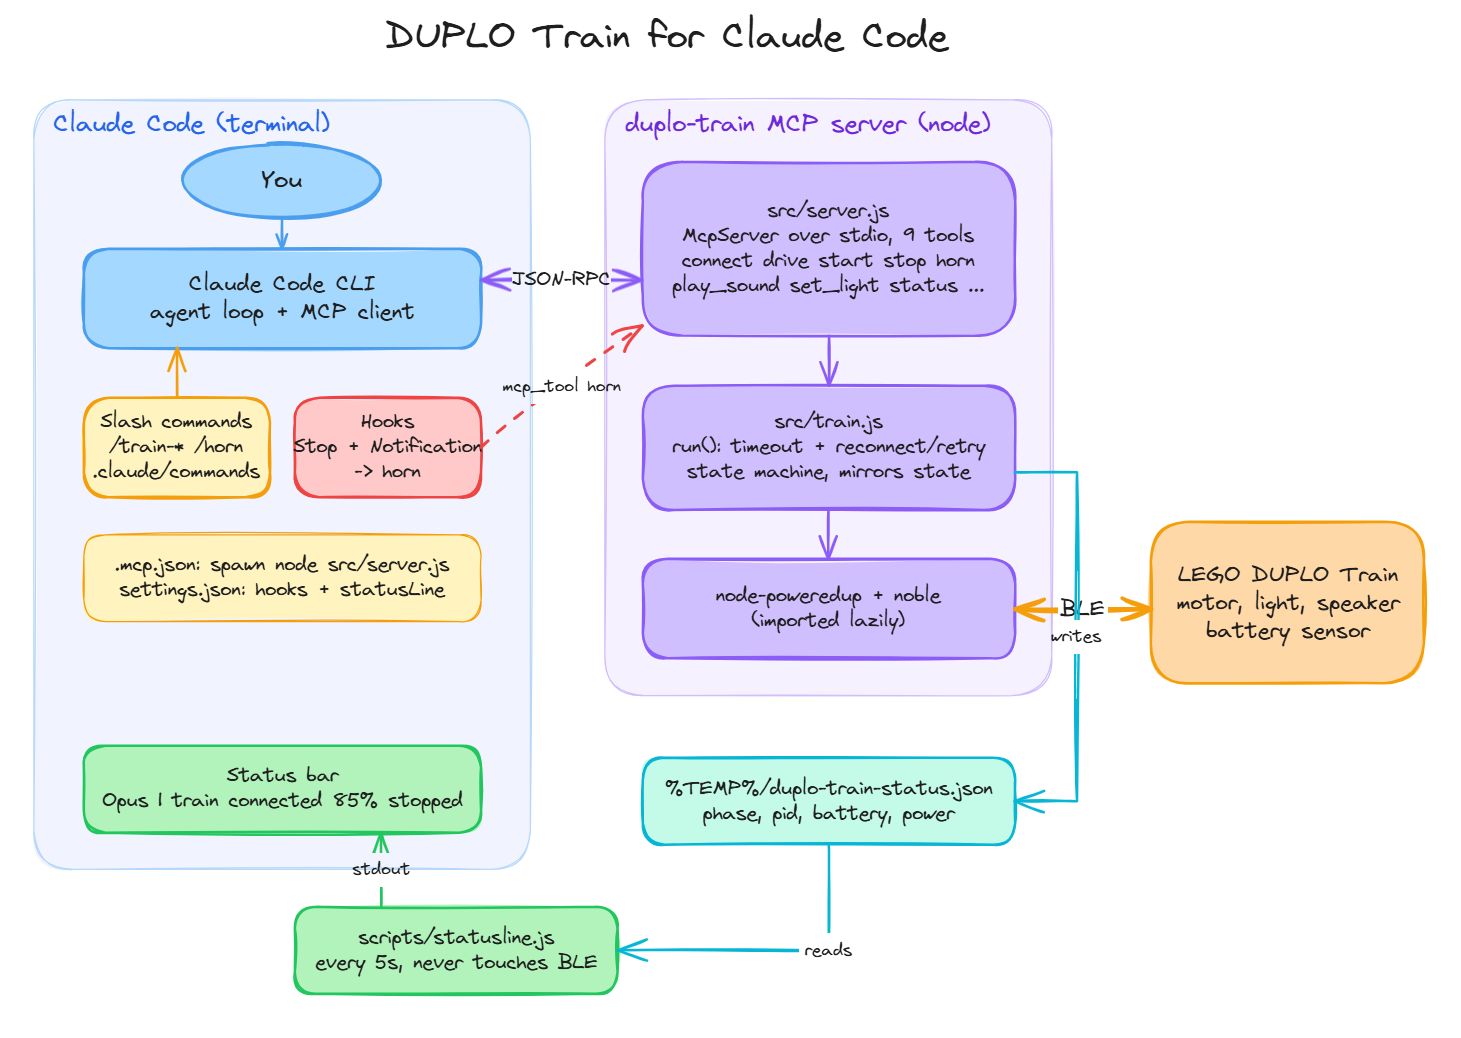 DUPLO Train for Claude Code
Claude Code (terminal)
You
Claude Code CLI
agent loop + MCP client
Slash commands
/train-* /horn
.claude/commands
Hooks
Stop + Notification
-> horn
.mcp.json: spawn node src/server.js
settings.json: hooks + statusLine
Status bar
Opus | train connected 85% stopped
stdout
scripts/statusline.js
every 5s, never touches BLE
JSON-RPC
mcp_tool horn
duplo-train MCP server (node)
src/server.js
McpServer over stdio, 9 tools
connect drive start stop horn
play_sound set_light status ...
src/train.js
run(): timeout + reconnect/retry
state machine, mirrors state
node-poweredup + noble
(imported lazily)
BLE
writes
LEGO DUPLO Train
motor, light, speaker
battery sensor
%TEMP%/duplo-train-status.json
phase, pid, battery, power
reads